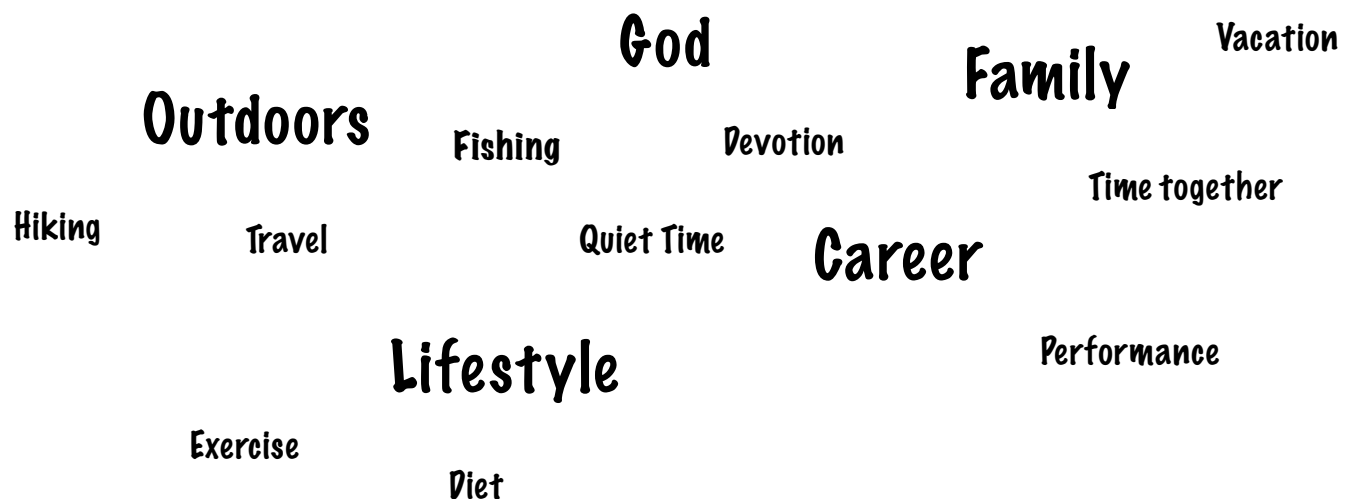 God
Vacation
Family
Outdoors
Fishing
Devotion
Time together
Hiking
Travel
Quiet Time
Career
Performance
Lifestyle
Exercise
Diet